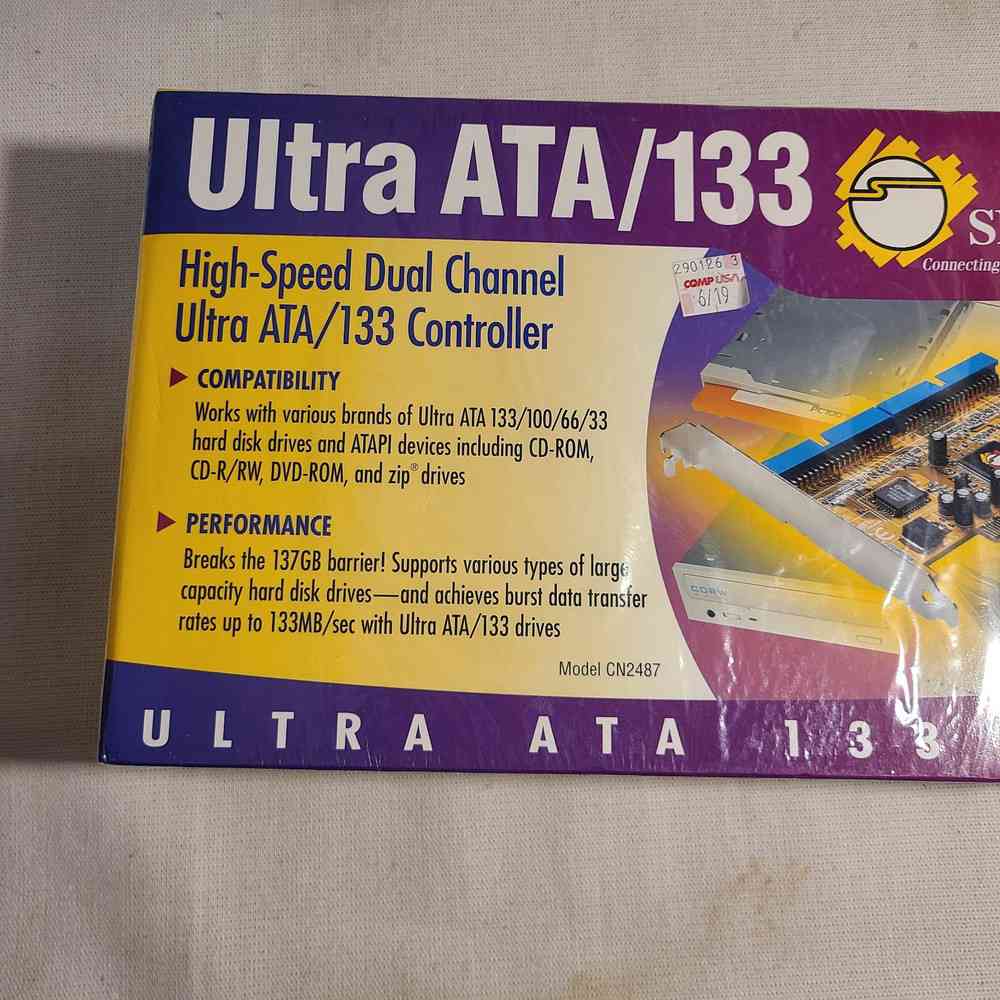 Ultra ATA/133
S
Connecting
High-Speed Dual Channel
Ultra ATA/133 Controller
290126 3
COMP USA
6/19
► COMPATIBILITY
Works with various brands of Ultra ATA 133/100/66/33
hard disk drives and ATAPI devices including CD-ROM,
CD-R/RW, DVD-ROM, and zip® drives
► PERFORMANCE
Breaks the 137GB barrier! Supports various types of large
capacity hard disk drives—and achieves burst data transfer
rates up to 133MB/sec with Ultra ATA/133 drives
CDRW
Model CN2487
ULTRA ATA 133